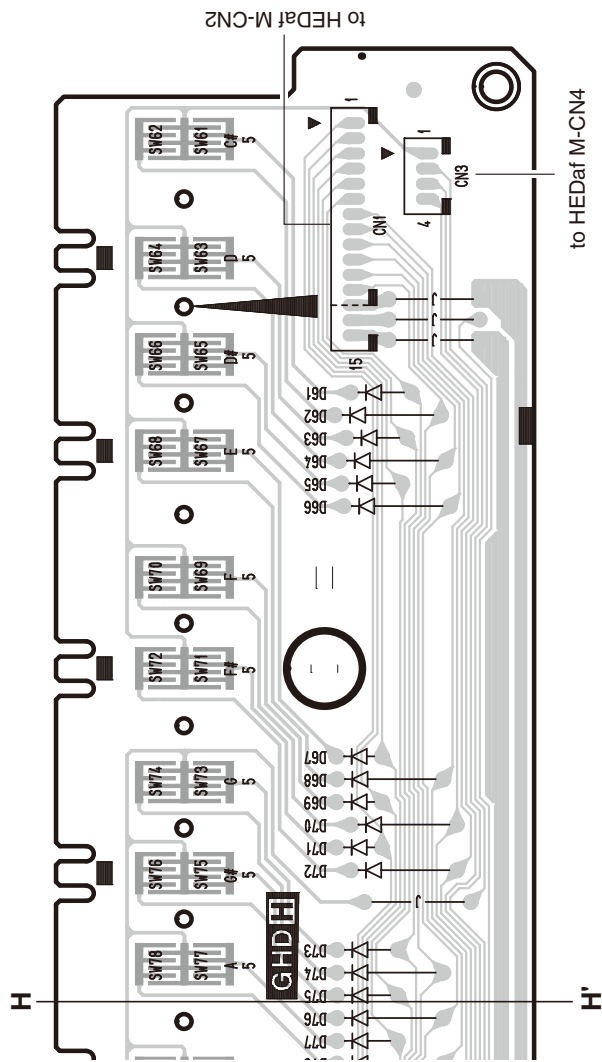 to HEDaf M-CN2
to HEDaf M-CN4
1
1
SW62
SW61
C#
5
CN3
4
CN1
SW64
SW63
D
5
J
J
J
15
SW66
SW65
D#
5
D61
D62
D63
D64
D65
D66
SW68
SW67
E
5
SW70
SW69
F
5
SW72
SW71
F#
5
D67
D68
D69
D70
D71
D72
SW74
SW73
G
5
SW76
SW75
G#
5
J
GHD H
SW78
SW77
A
5
D73
D74
D75
D76
D77
H
H'